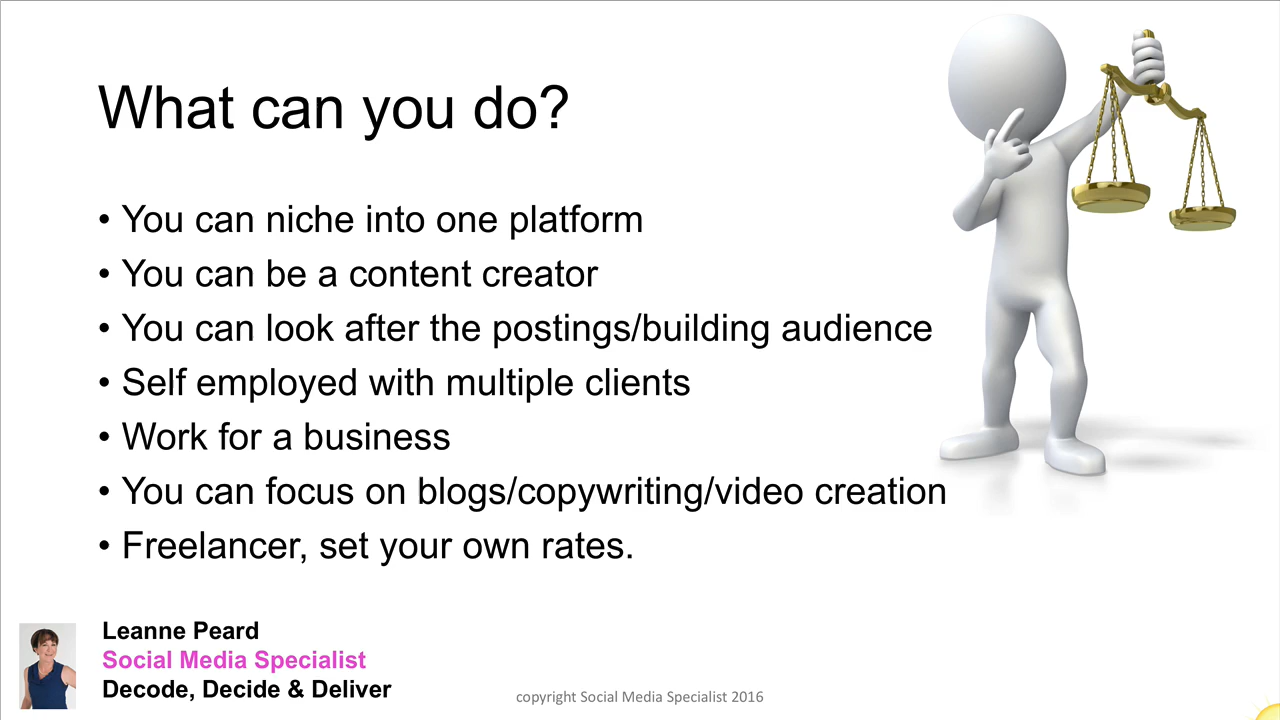 What can you do?
• You can niche into one platform
• You can be a content creator
• You can look after the postings/building audience
• Self employed with multiple clients
• Work for a business
• You can focus on blogs/copywriting/video creation
• Freelancer, set your own rates.
Leanne Peard
Social Media Specialist
Decode, Decide & Deliver
copyright Social Media Specialist 2016